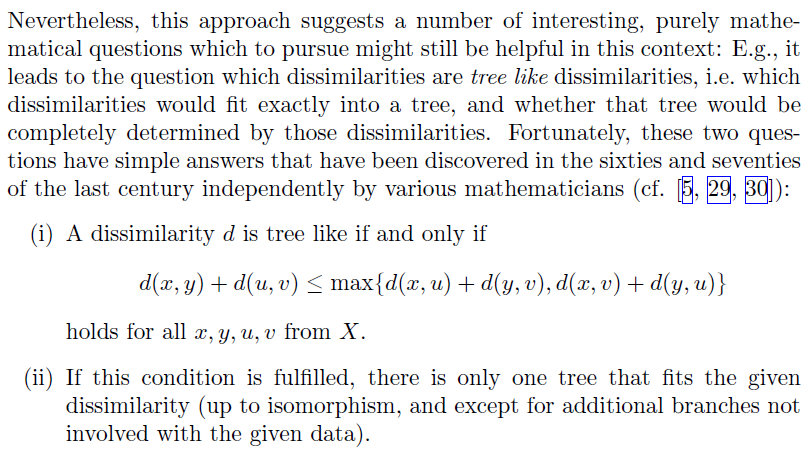 Nevertheless, this approach suggests a number of interesting, purely mathe-
matical questions which to pursue might still be helpful in this context: E.g., it
leads to the question which dissimilarities are tree like dissimilarities, i.e. which
dissimilarities would fit exactly into a tree, and whether that tree would be
completely determined by those dissimilarities. Fortunately, these two ques-
tions have simple answers that have been discovered in the sixties and seventies
of the last century independently by various mathematicians (cf. [5, 29, 30]):
(i) A dissimilarity d is tree like if and only if
d(x, y) + d(u, v) ≤ max{d(x, u) + d(y, v), d(x, v) + d(y, u)}
holds for all x, y, u, v from X.
(ii) If this condition is fulfilled, there is only one tree that fits the given
dissimilarity (up to isomorphism, and except for additional branches not
involved with the given data).